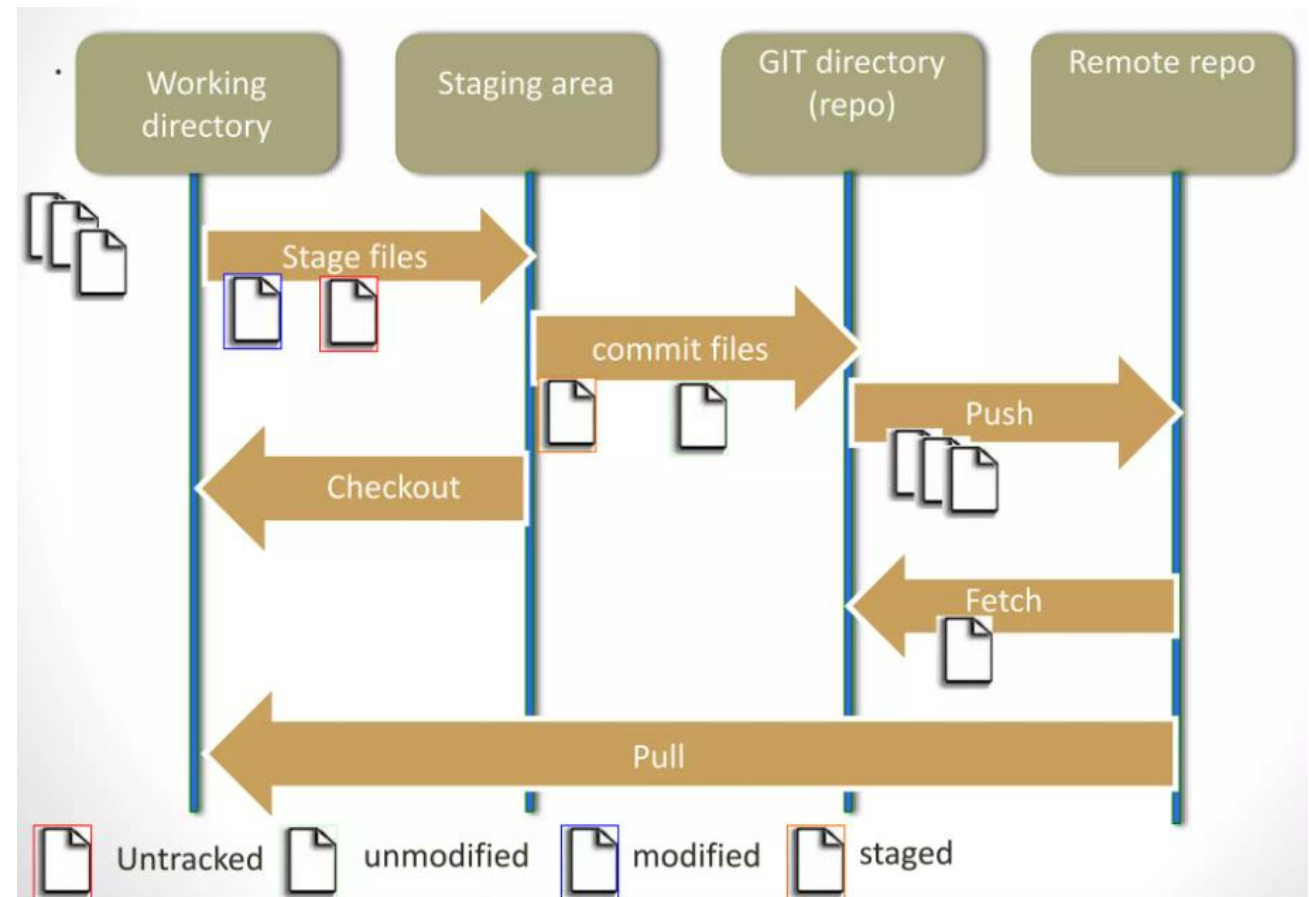 Working
directory
Staging area
GIT directory
(repo)
Remote repo
Stage files
commit files
Push
Checkout
Fetch
Pull
Untracked
unmodified
modified
staged